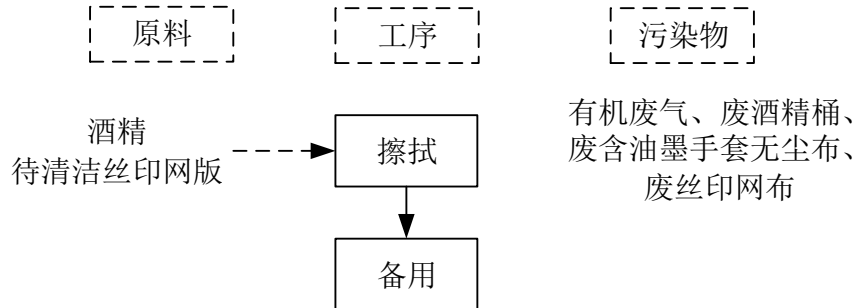 原料
工序
污染物
酒精
待清洁丝印网版
擦拭
有机废气、废酒精桶、
废含油墨手套无尘布、
废丝印网布
备用